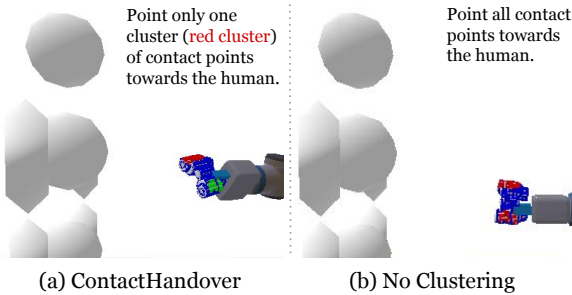 Point only one
cluster (red cluster)
of contact points
towards the human.
Point all contact
points towards
the human.
(a) ContactHandover
(b) No Clustering